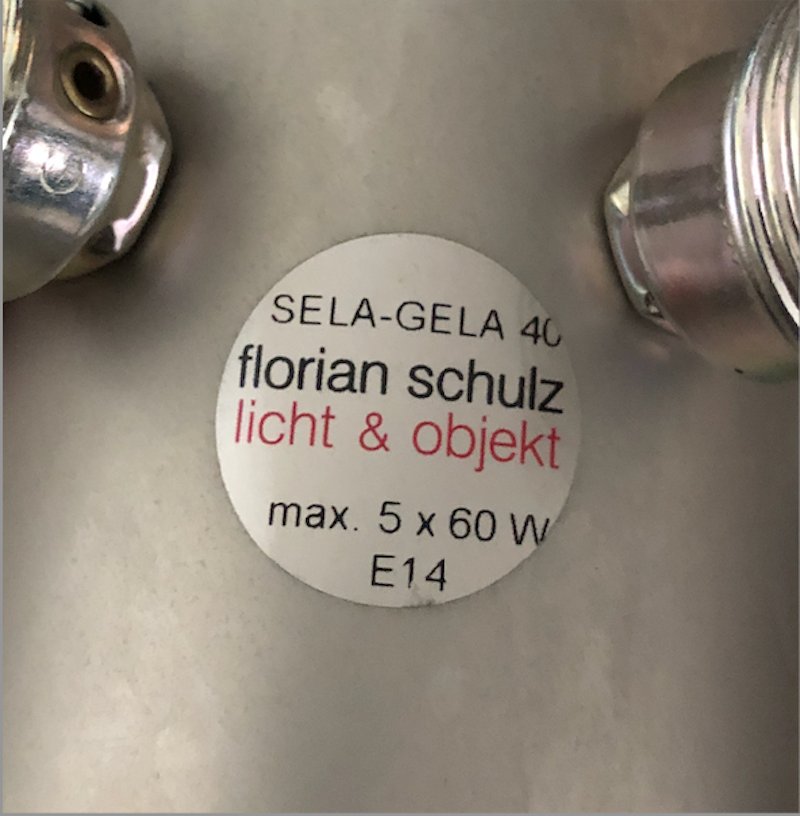 SELA-GELA 40
florian schulz
licht & objekt
max. 5 x 60 W
E14